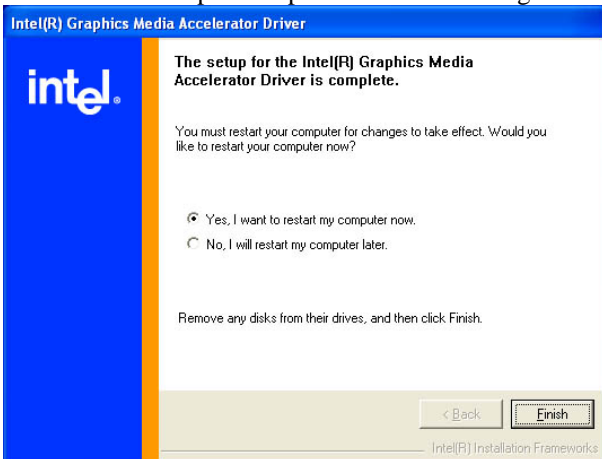 Intel(R) Graphics Media Accelerator Driver
intel®
The setup for the Intel(R) Graphics Media
Accelerator Driver is complete.
You must restart your computer for changes to take effect. Would you
like to restart your computer now?
Yes, I want to restart my computer now.
No, I will restart my computer later.
Remove any disks from their drives, and then click Finish.
< Back
Finish
Intel(R) Installation Frameworks